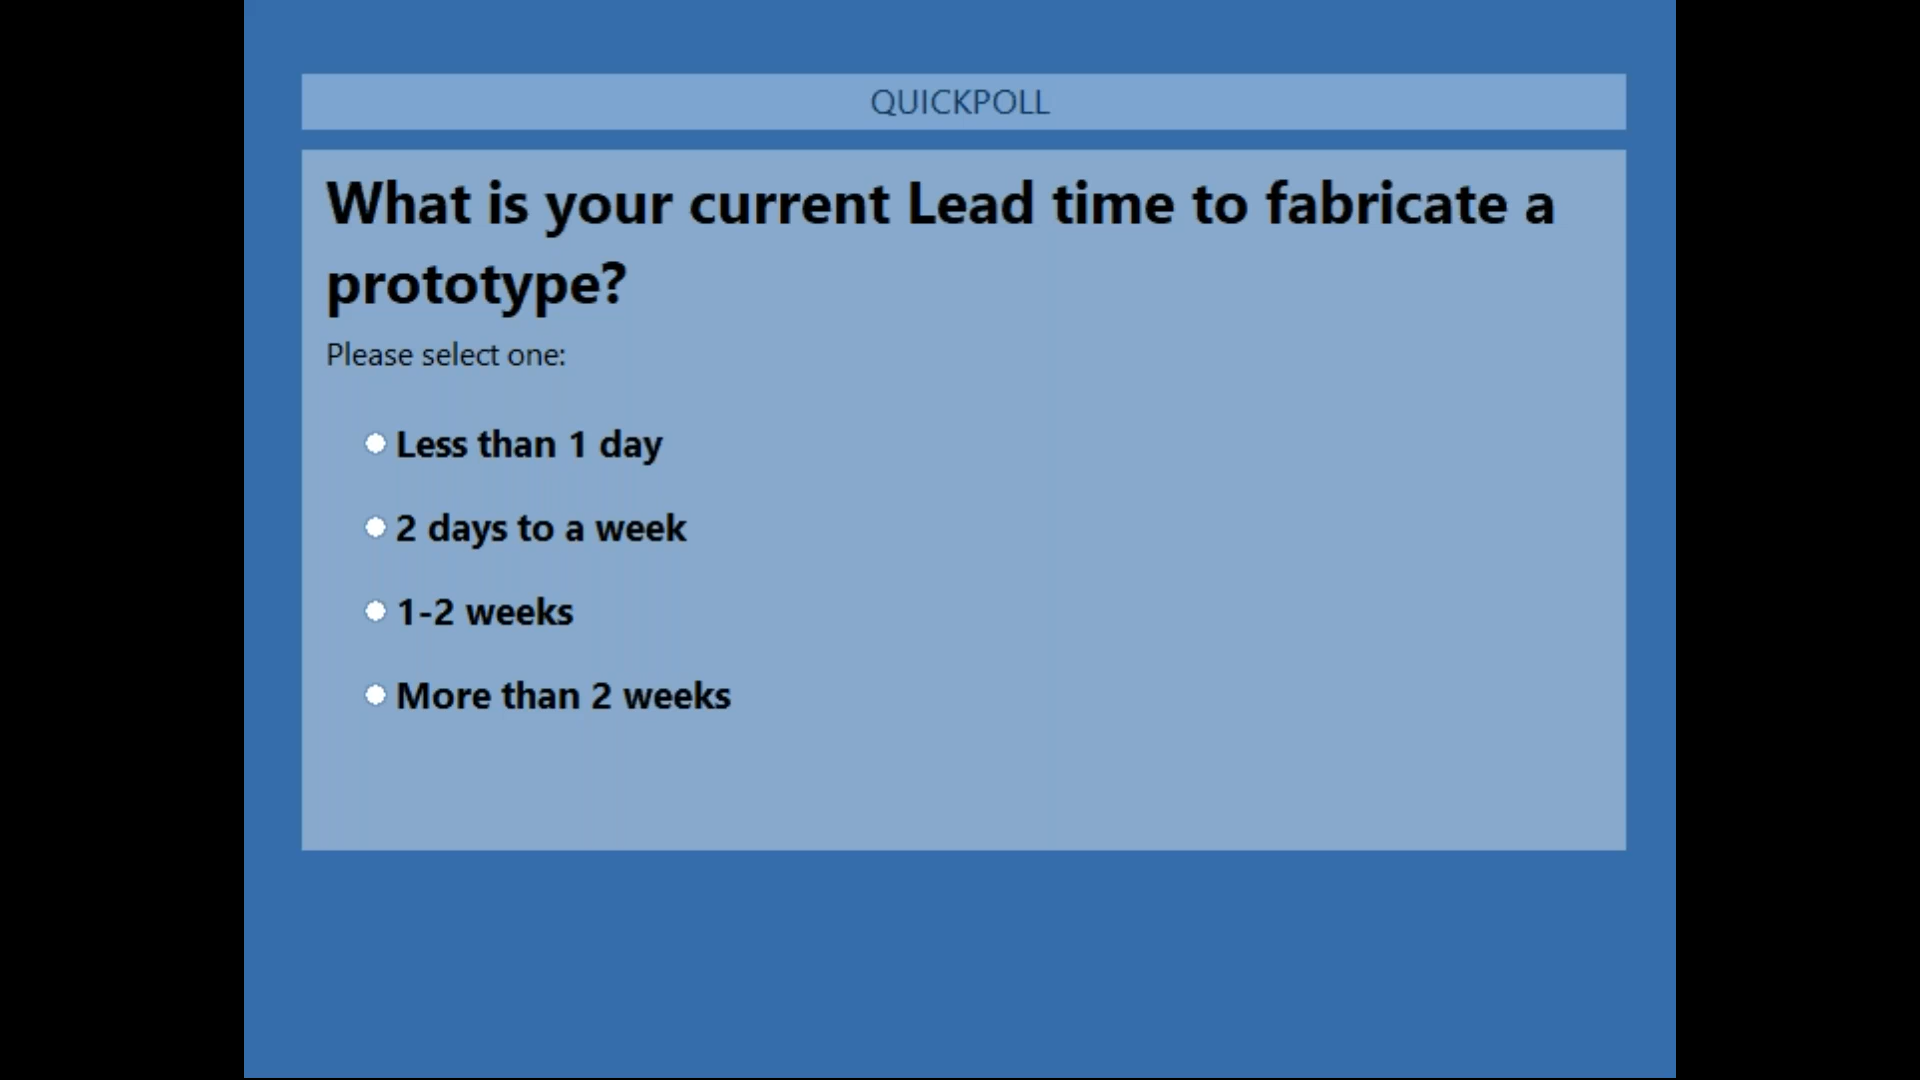 QUICKPOLL
What is your current Lead time to fabricate a
prototype?
Please select one:
Less than 1 day
2 days to a week
1-2 weeks
More than 2 weeks